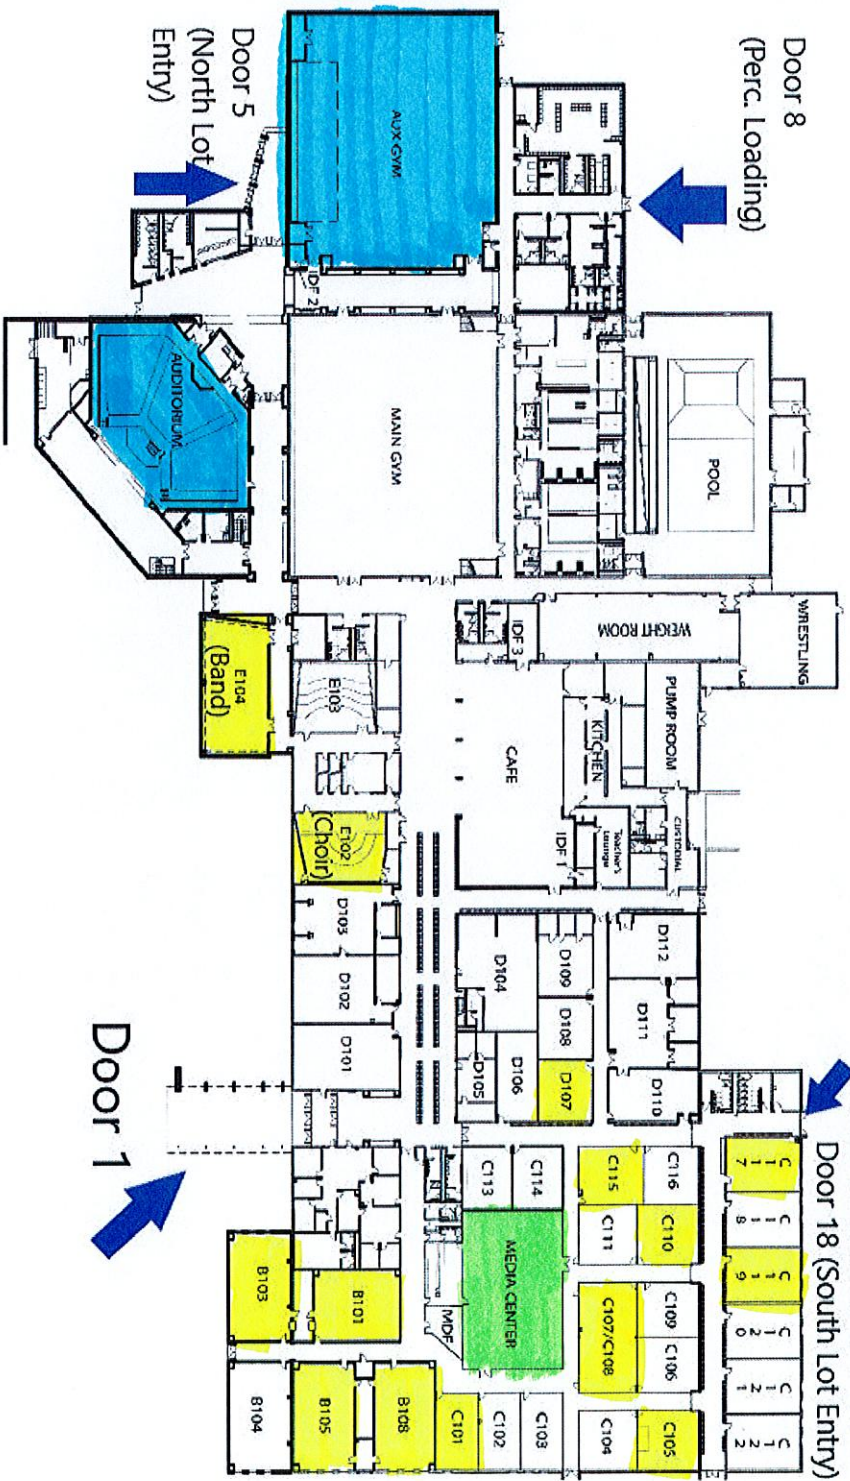 Door 8
(Perc. Loading)
Door 5
(North Lot
Entry)
AUX GYM
IDF 2
AUDITORIUM
MAIN GYM
POOL
WRESTLING
WEIGHT ROOM
IDF 3
PUMP ROOM
KITCHEN
CAFE
CUSTODIAL
Teacher's
Lounge
IDF 1
E104
(Band)
E103
E102
(Choir)
D103
D102
D101
D104
D109
D108
D107
D106
D105
D112
D111
D110
Door 1
Door 18 (South Lot Entry)
C117
C118
C119
C120
C121
C122
C116
C115
C110
C111
C114
C113
MEDIA CENTER
C109
C107/C108
C106
MDF
B103
B101
B104
B105
B108
C101
C102
C103
C104
C105